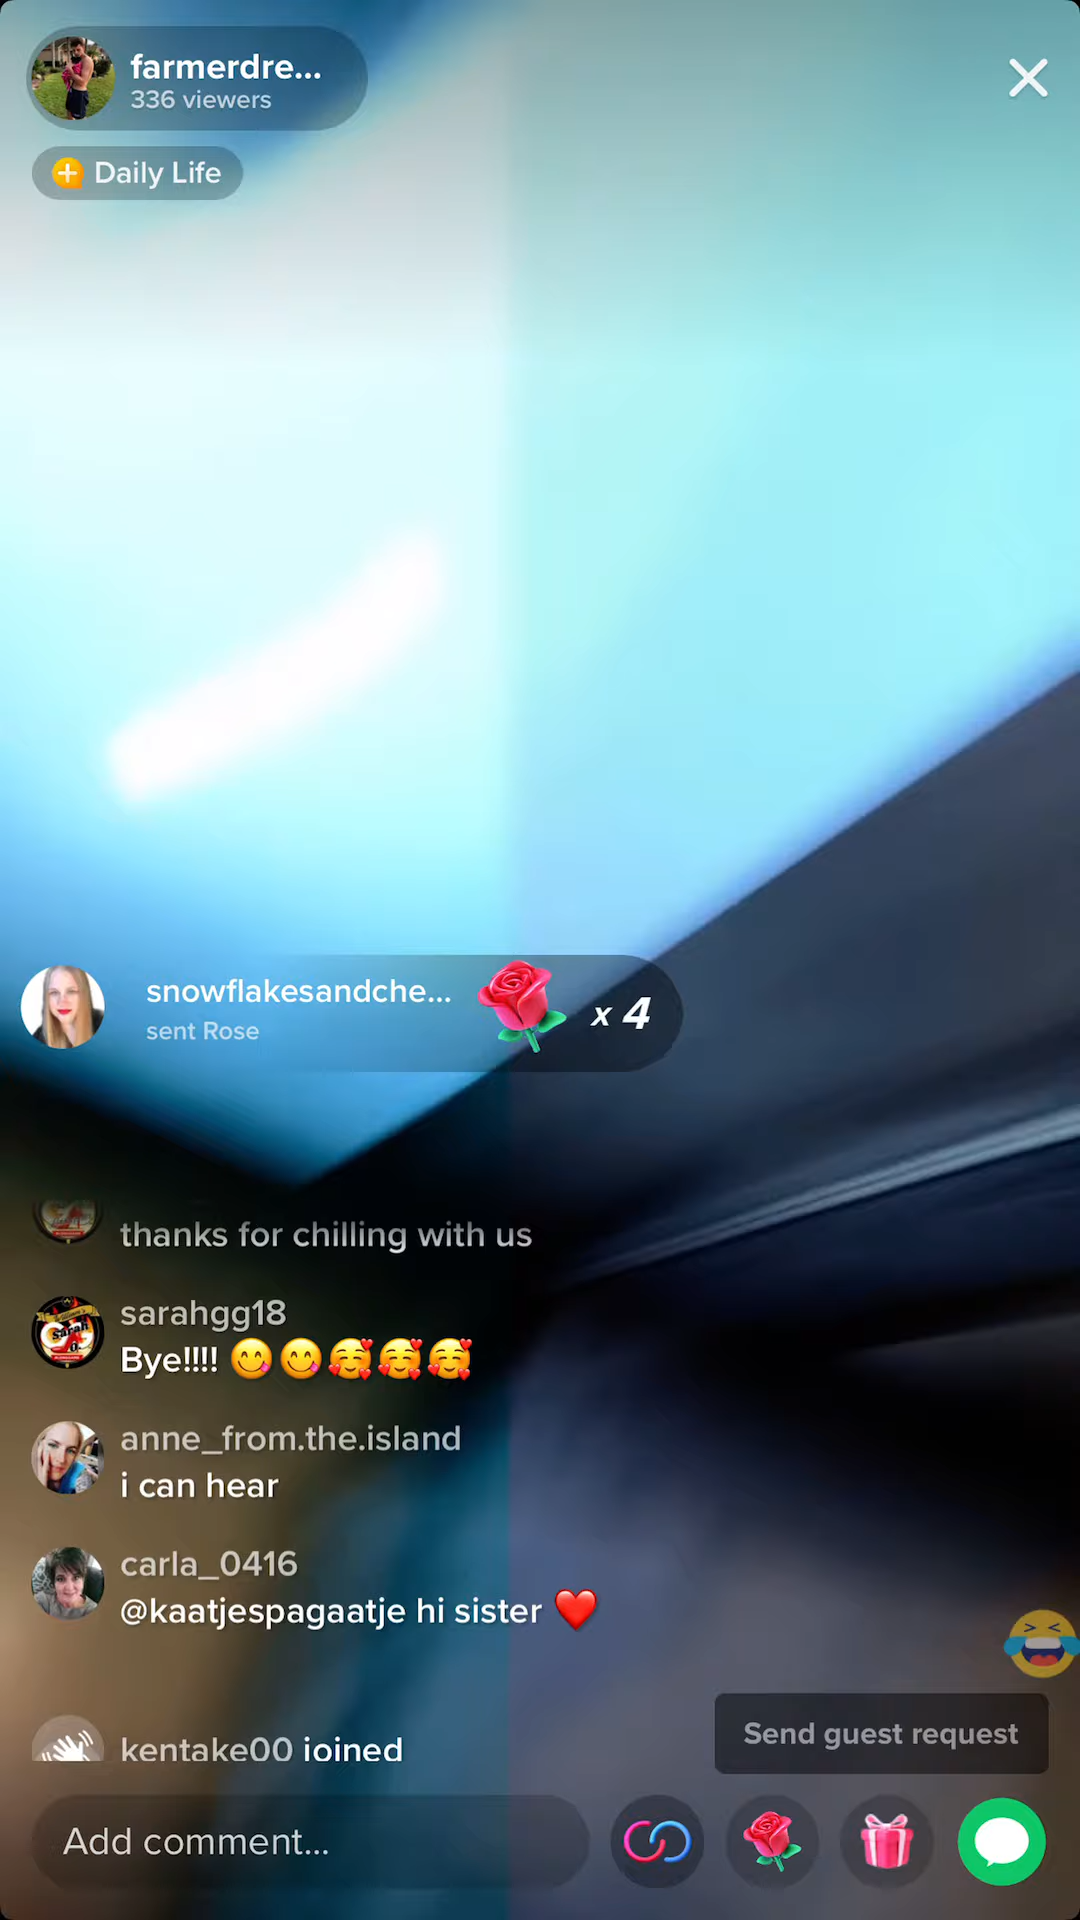 farmerdre...
336 viewers
Daily Life
snowflakesandche...
sent Rose
x 4
thanks for chilling with us
sarahgg18
Bye!!!! 😋😋🥰🥰🥰
anne_from.the.island
i can hear
carla_0416
@kaatjespagaatje hi sister ❤️
kentake00 joined
Send guest request
Add comment...